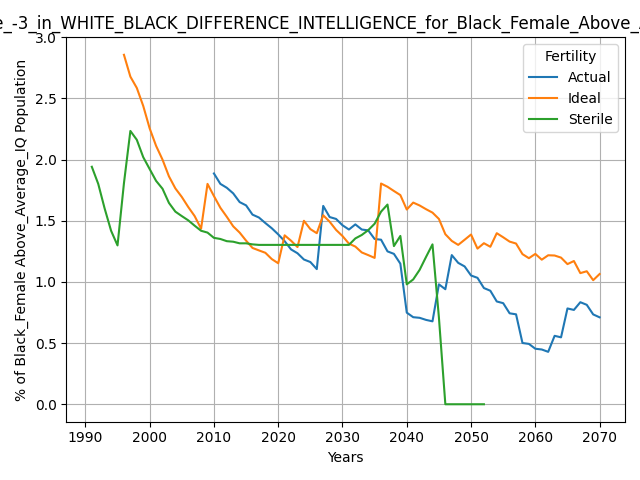 e_-3_in_WHITE_BLACK_DIFFERENCE_INTELLIGENCE_for_Black_Female_Above_
% of Black_Female Above_Average_IQ Population
3.0
2.5
2.0
1.5
1.0
0.5
0.0
Fertility
Actual
Ideal
Sterile
1990 2000 2010 2020 2030 2040 2050 2060 2070
Years